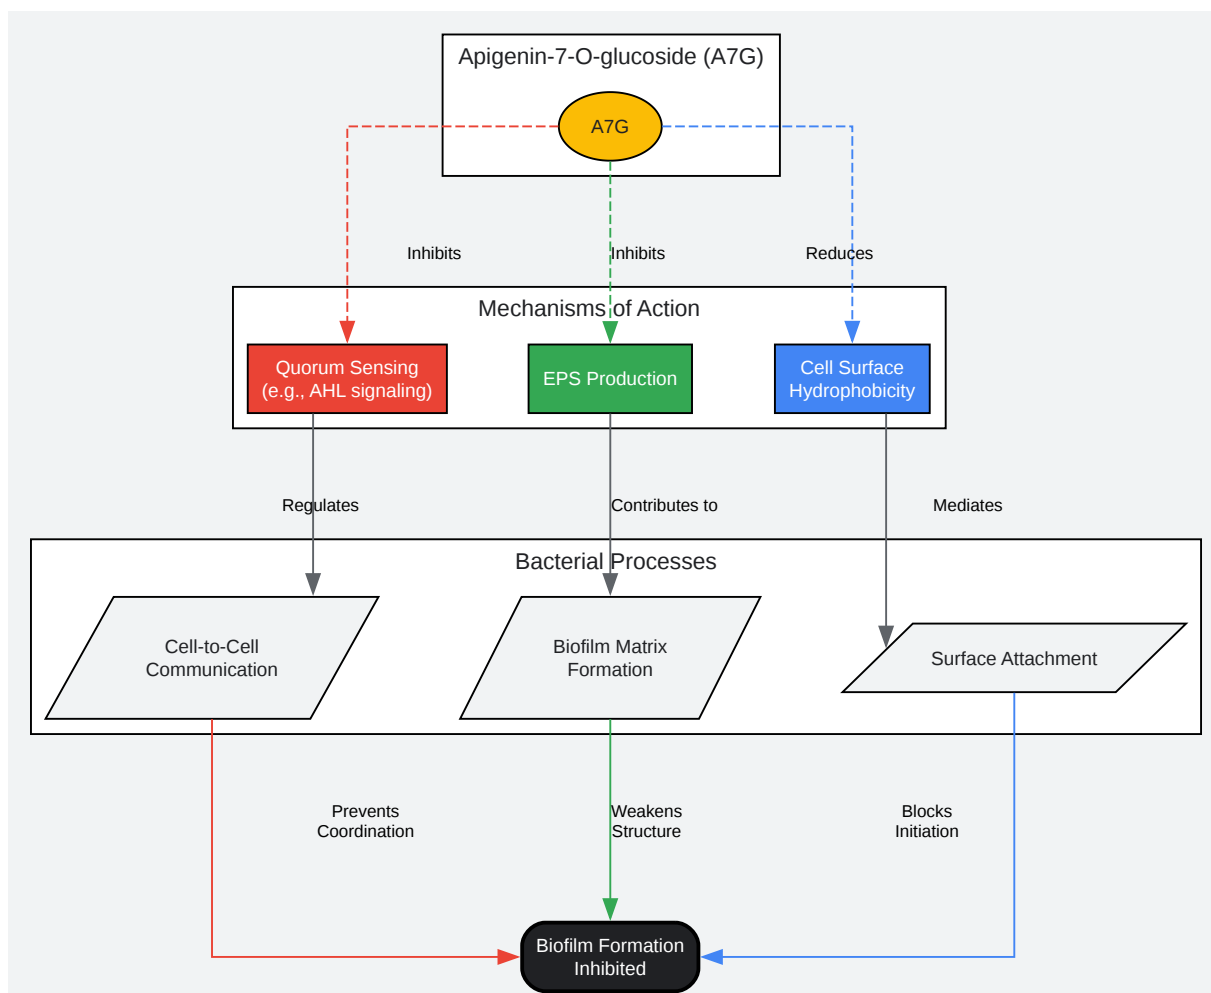 Apigenin-7-O-glucoside (A7G)
A7G
Inhibits
Inhibits
Reduces
Mechanisms of Action
Quorum Sensing
(e.g., AHL signaling)
EPS Production
Cell Surface
Hydrophobicity
Regulates
Contributes to
Mediates
Bacterial Processes
Cell-to-Cell
Communication
Biofilm Matrix
Formation
Surface Attachment
Prevents
Coordination
Weakens
Structure
Blocks
Initiation
Biofilm Formation
Inhibited